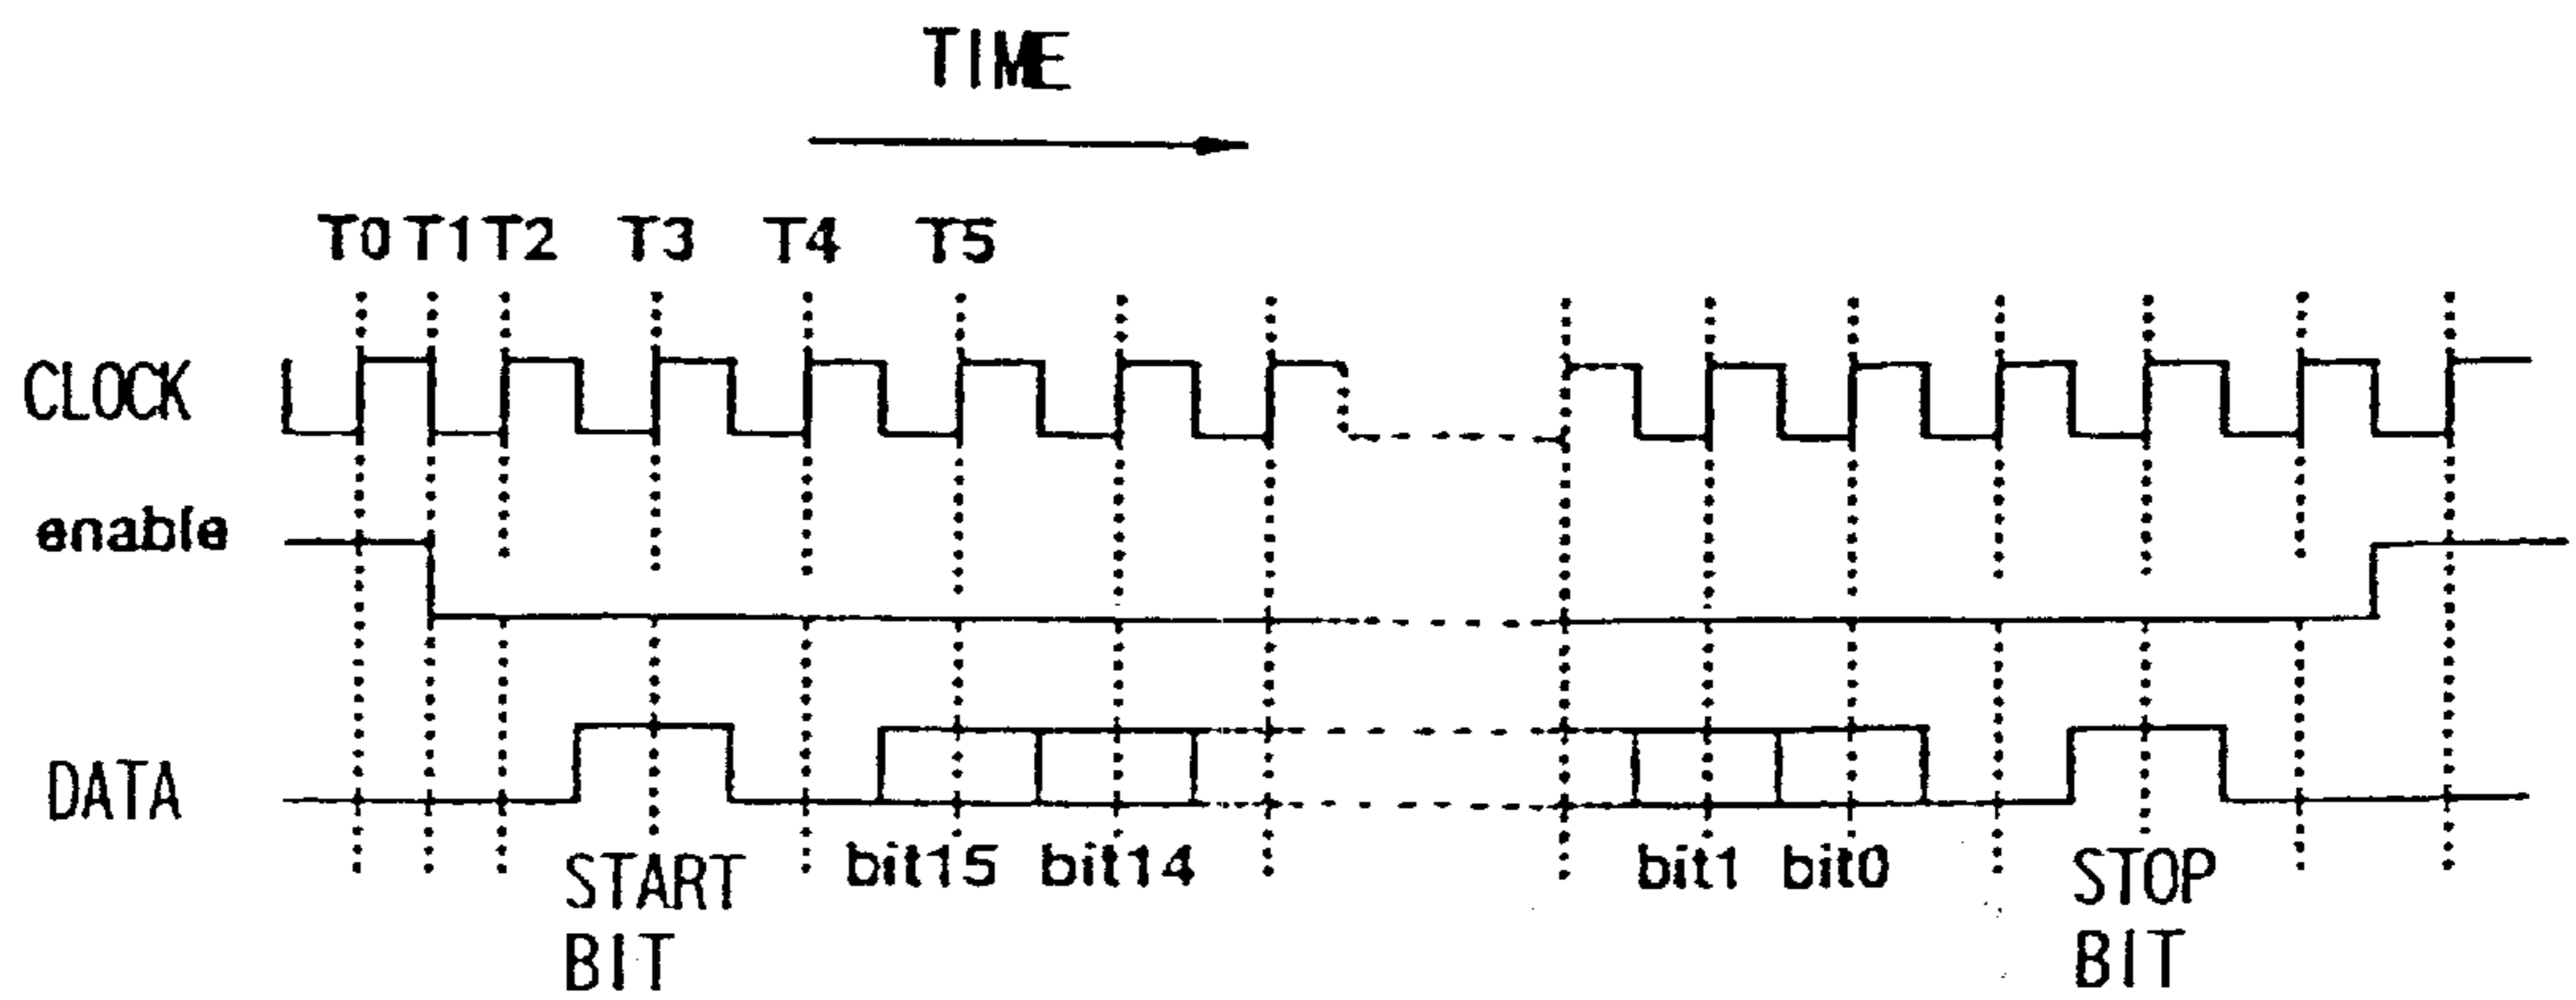 TIME
T0 T1 T2 T3 T4 T5
CLOCK
enable
DATA
START BIT
bit15 bit14 bit1 bit0
STOP BIT